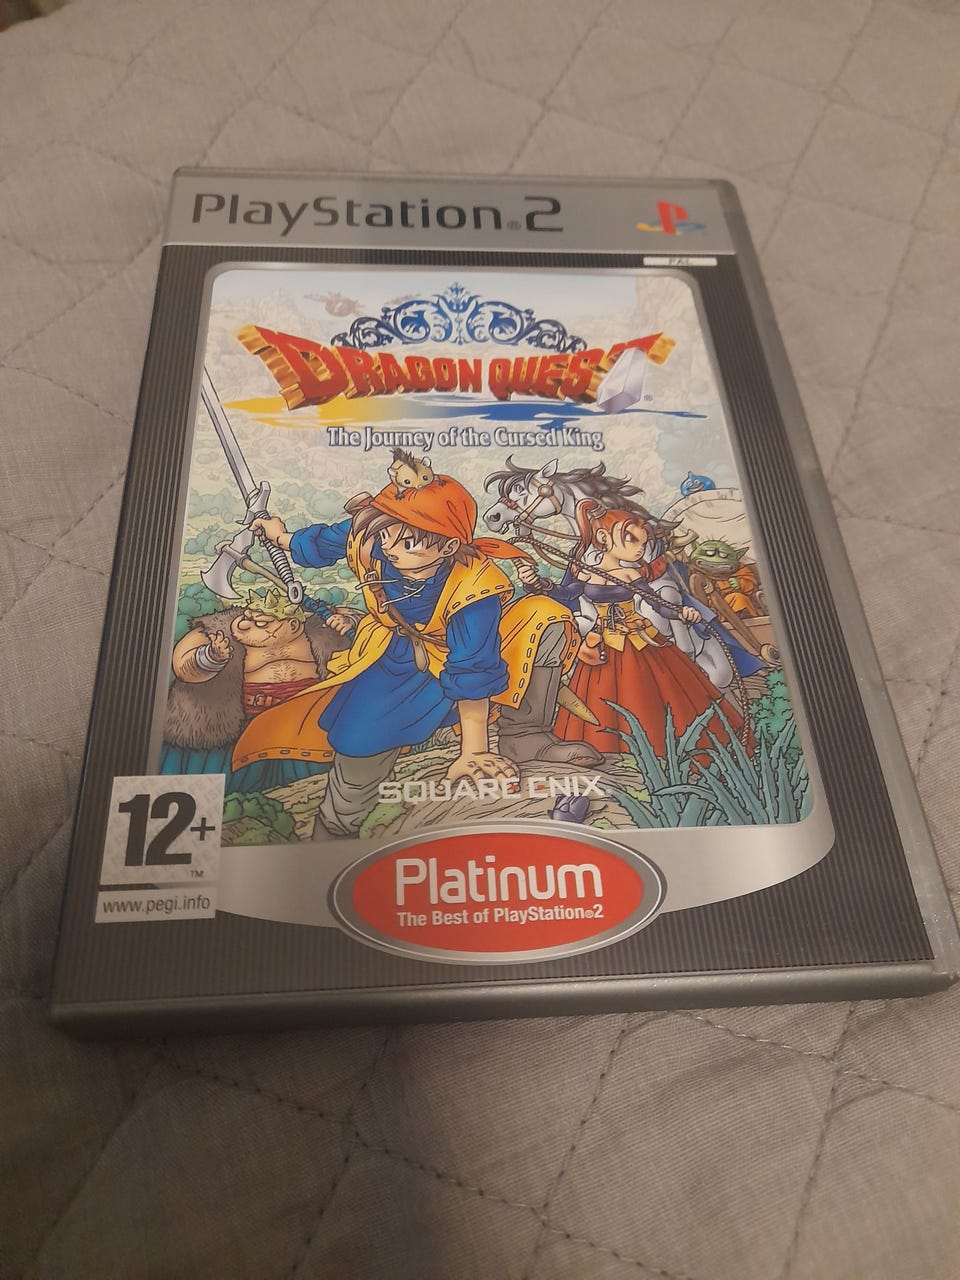 PlayStation®2
PAL
DRAGON QUEST®
The Journey of the Cursed King
SQUARE ENIX®
12+
TM
www.pegi.info
Platinum
The Best of PlayStation®2